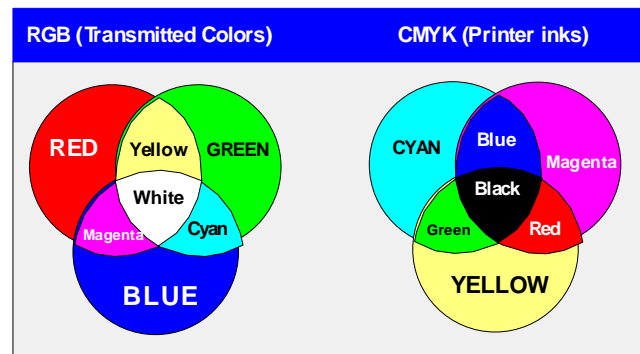 RGB (Transmitted Colors)
RED
Yellow
GREEN
White
Magenta
Cyan
BLUE
CMYK (Printer inks)
CYAN
Blue
Magenta
Black
Green
Red
YELLOW